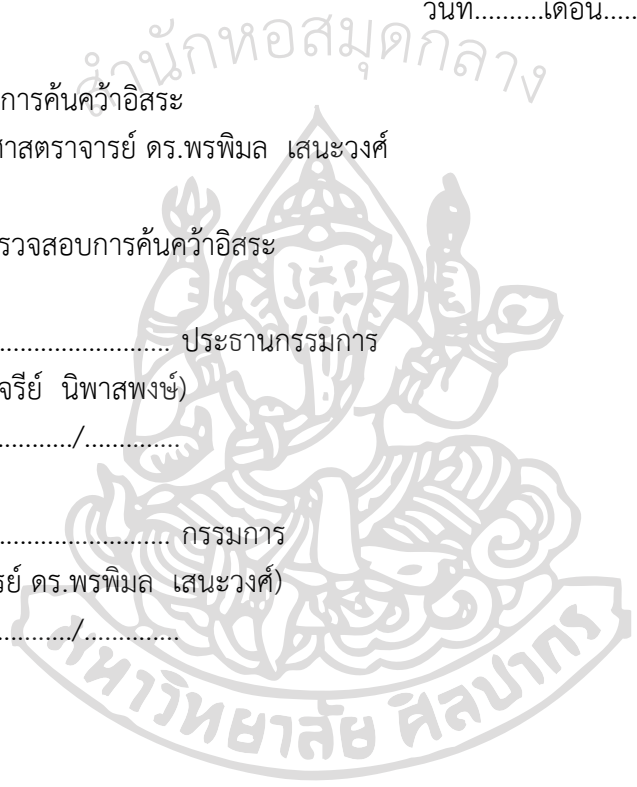 วันที่..........เดือน.....
สำนักหอสมุดกลาง
การค้นคว้าอิสระ
ศาสตราจารย์ ดร.พรพิมล เสนะวงศ์
รวจสอบการค้นคว้าอิสระ
......................... ประธานกรรมการ
จรีย์ นิพาสพงษ์)
.........../..............
......................... กรรมการ
รย์ ดร.พรพิมล เสนะวงศ์)
.........../..............
มหาวิทยาลัย ศิลปากร